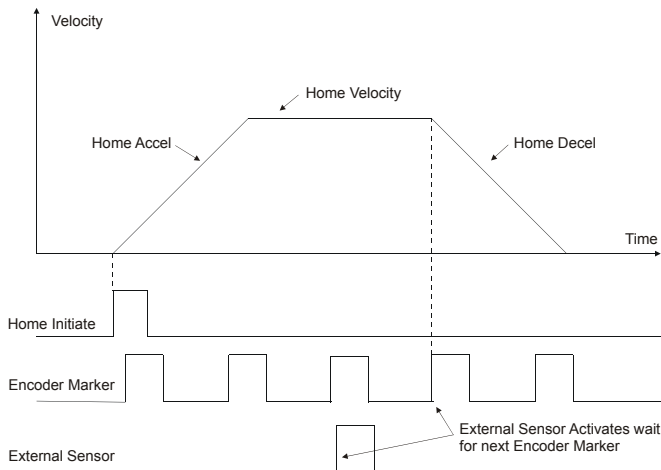 Velocity
Home Velocity
Home Accel
Home Decel
Time
Home Initiate
Encoder Marker
External Sensor Activates wait
for next Encoder Marker
External Sensor